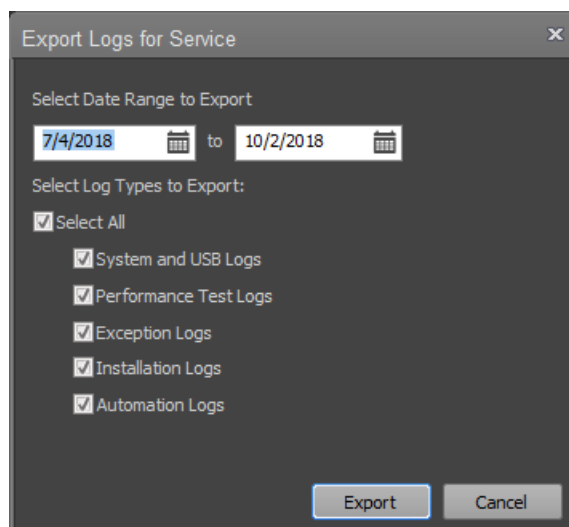 Export Logs for Service
Select Date Range to Export
7/4/2018 to 10/2/2018
Select Log Types to Export:
Select All
System and USB Logs
Performance Test Logs
Exception Logs
Installation Logs
Automation Logs
Export Cancel